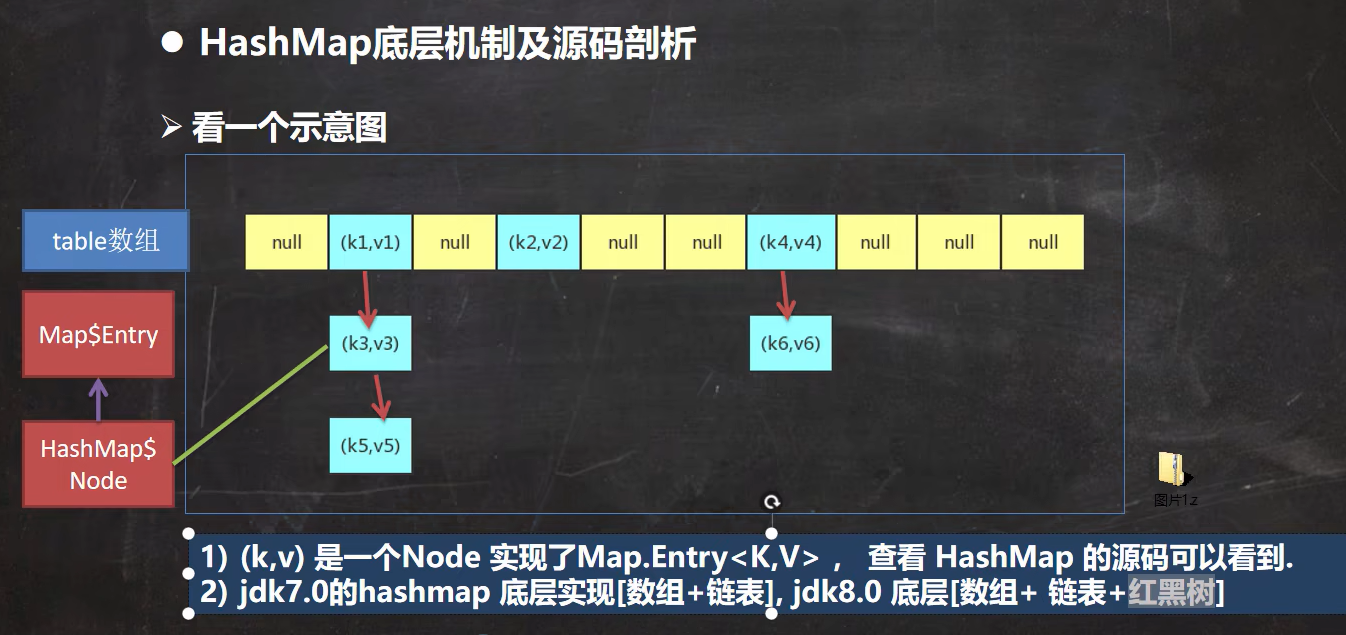 HashMap底层机制及源码剖析
看一个示意图
table数组
null (k1,v1) null (k2,v2) null null (k4,v4) null null null
Map$Entry
(k3,v3) (k6,v6)
HashMap$
Node
(k5,v5)
图片1.z
1) (k,v) 是一个Node 实现了Map.Entry<K,V> , 查看 HashMap 的源码可以看到.
2) jdk7.0的hashmap 底层实现[数组+链表], jdk8.0 底层[数组+ 链表+红黑树]